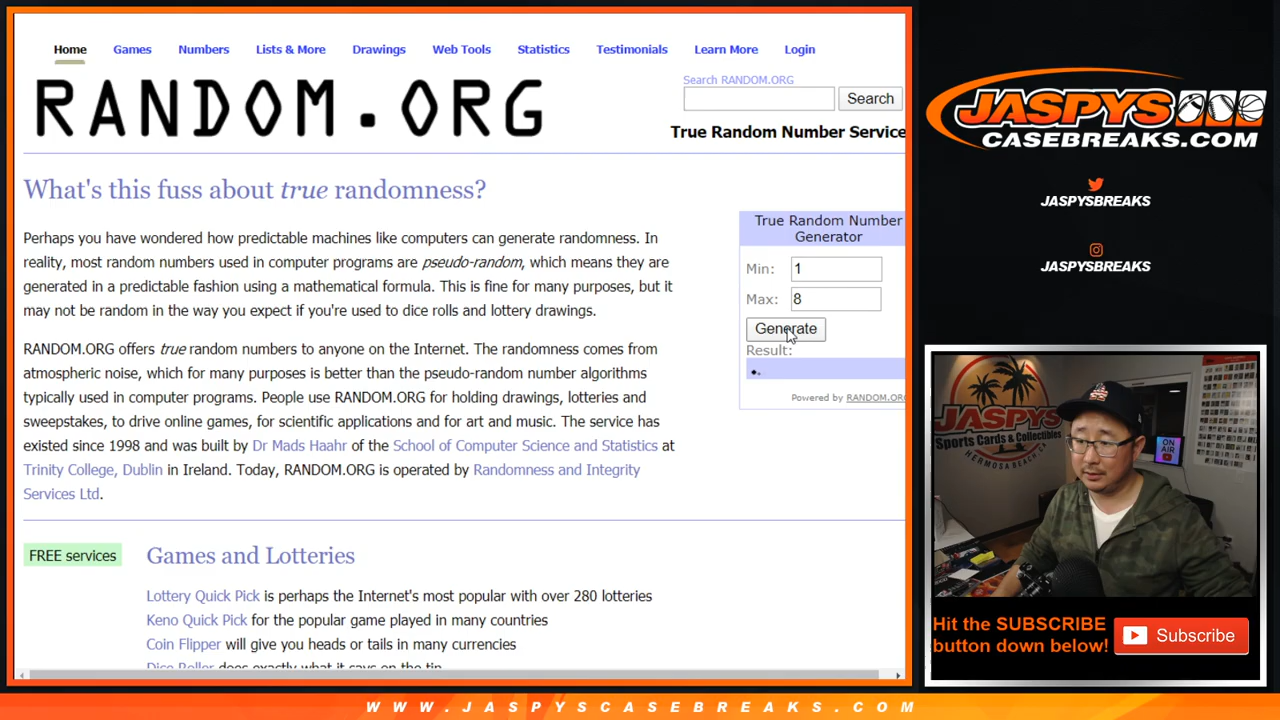 Home Games Numbers Lists & More Drawings Web Tools Statistics Testimonials Learn More Login
RANDOM.ORG
Search RANDOM.ORG
Search
True Random Number Service
What's this fuss about true randomness?
Perhaps you have wondered how predictable machines like computers can generate randomness. In
reality, most random numbers used in computer programs are pseudo-random, which means they are
generated in a predictable fashion using a mathematical formula. This is fine for many purposes, but it
may not be random in the way you expect if you're used to dice rolls and lottery drawings.
RANDOM.ORG offers true random numbers to anyone on the Internet. The randomness comes from
atmospheric noise, which for many purposes is better than the pseudo-random number algorithms
typically used in computer programs. People use RANDOM.ORG for holding drawings, lotteries and
sweepstakes, to drive online games, for scientific applications and for art and music. The service has
existed since 1998 and was built by Dr Mads Haahr of the School of Computer Science and Statistics at
Trinity College, Dublin in Ireland. Today, RANDOM.ORG is operated by Randomness and Integrity
Services Ltd.
True Random Number
Generator
Min: 1
Max: 8
Generate
Result:
Powered by RANDOM.ORG
FREE services
Games and Lotteries
Lottery Quick Pick is perhaps the Internet's most popular with over 280 lotteries
Keno Quick Pick for the popular game played in many countries
Coin Flipper will give you heads or tails in many currencies
Dice Roller does exactly what it says on the tin
JASPYS
CASEBREAKS.COM
JASPYSBREAKS
JASPYSBREAKS
JASPYS
Sports Cards & Collectibles
HERMOSA BEACH, CA
ON
AIR
Hit the SUBSCRIBE
button down below!
Subscribe
WWW.JASPYSCASEBREAKS.COM